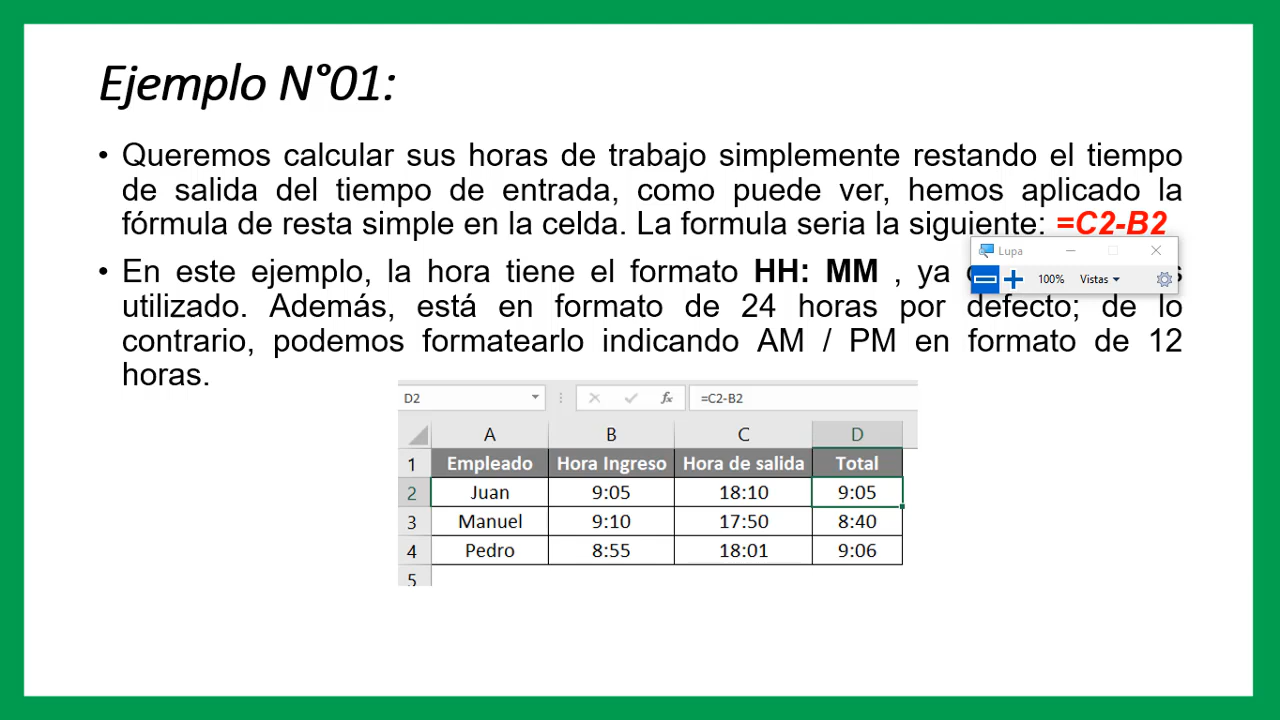 Ejemplo N°01:
• Queremos calcular sus horas de trabajo simplemente restando el tiempo
de salida del tiempo de entrada, como puede ver, hemos aplicado la
fórmula de resta simple en la celda. La formula seria la siguiente: =C2-B2
Lupa
• En este ejemplo, la hora tiene el formato HH: MM , ya
100% Vistas
utilizado. Además, está en formato de 24 horas por defecto; de lo
contrario, podemos formatearlo indicando AM / PM en formato de 12
horas.
D2 fx =C2-B2
A B C D
1 Empleado Hora Ingreso Hora de salida Total
2 Juan 9:05 18:10 9:05
3 Manuel 9:10 17:50 8:40
4 Pedro 8:55 18:01 9:06
5